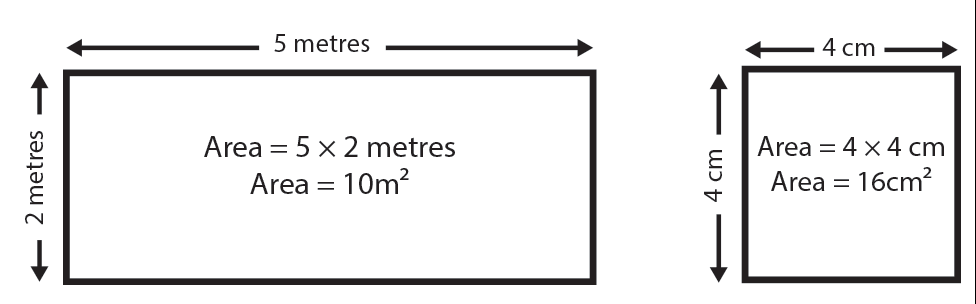 5 metres
2 metres
Area = 5 × 2 metres
Area = 10m²
4 cm
4 cm
Area = 4 × 4 cm
Area = 16cm²